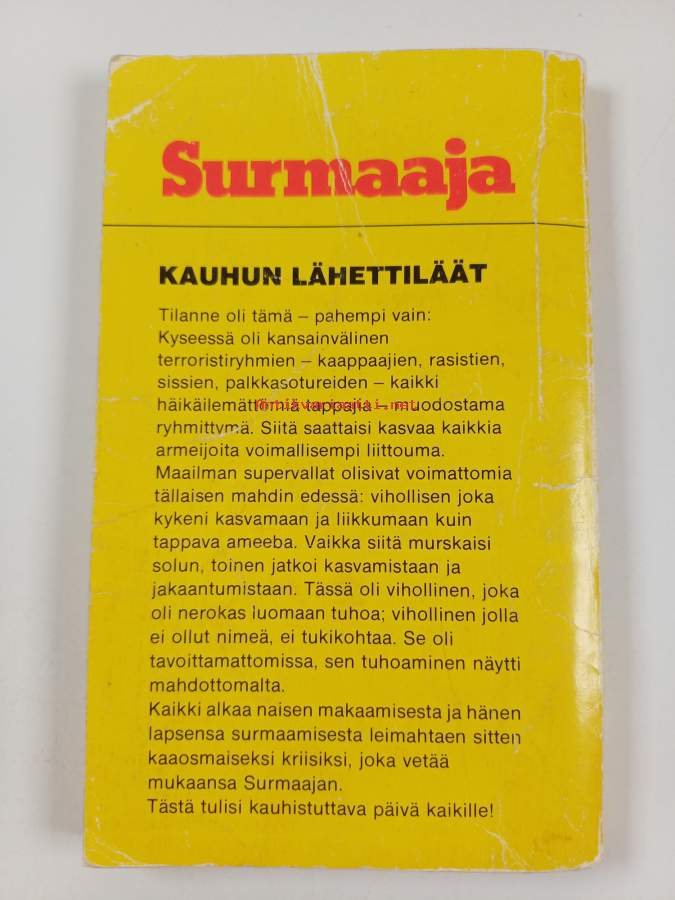 Surmaaja
KAUHUN LÄHETTILÄÄT
Tilanne oli tämä – pahempi vain:
Kyseessä oli kansainvälinen
terroristiryhmien – kaappaajien, rasistien,
sissien, palkkasotureiden – kaikki
häikäilemättömiä tappajia – muodostama
ryhmittymä. Siitä saattaisi kasvaa kaikkia
armeijoita voimallisempi liittouma.
Maailman supervallat olisivat voimattomia
tällaisen mahdin edessä: vihollisen joka
kykeni kasvamaan ja liikkumaan kuin
tappava ameeba. Vaikka siitä murskaisi
solun, toinen jatkoi kasvamistaan ja
jakaantumistaan. Tässä oli vihollinen, joka
oli nerokas luomaan tuhoa; vihollinen jolla
ei ollut nimeä, ei tukikohtaa. Se oli
tavoittamattomissa, sen tuhoaminen näytti
mahdottomalta.
Kaikki alkaa naisen makaamisesta ja hänen
lapsensa surmaamisesta leimahtaen sitten
kaaosmaiseksi kriisiksi, joka vetää
mukaansa Surmaajan.
Tästä tulisi kauhistuttava päivä kaikille!